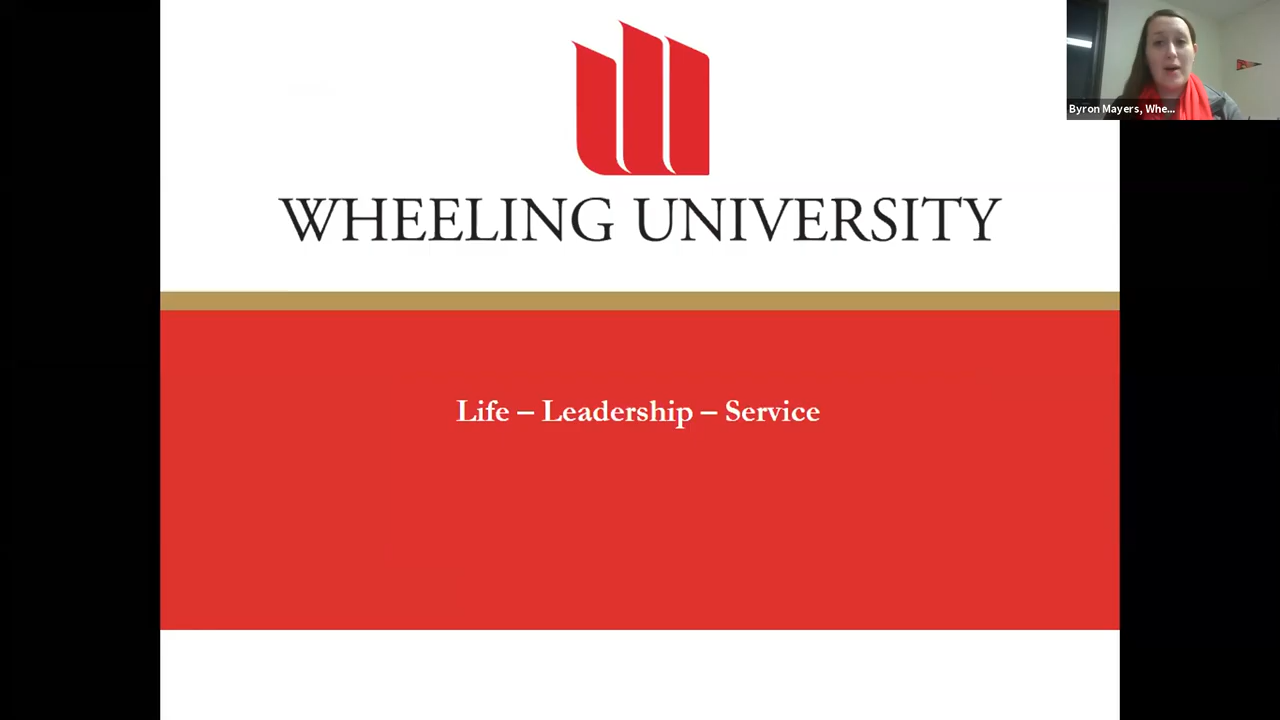 Byron Mayers, Whe...
WHEELING UNIVERSITY
Life – Leadership – Service